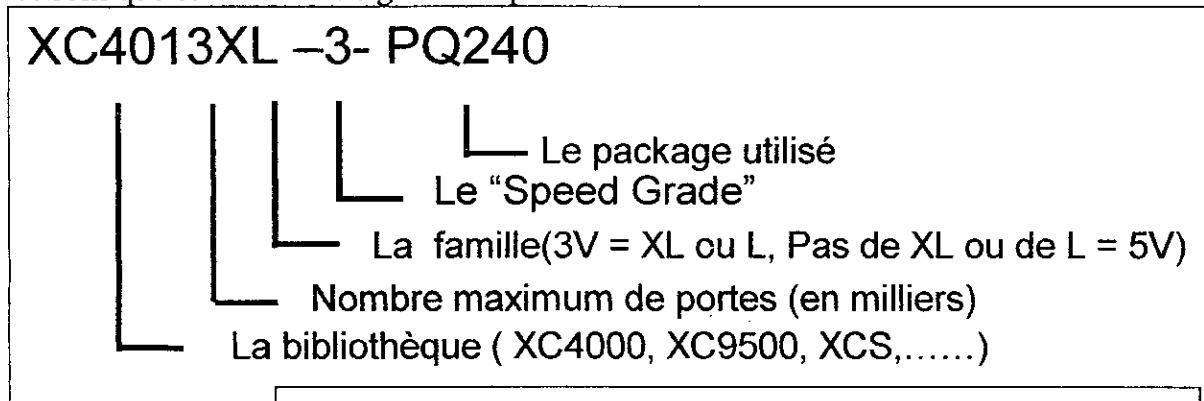 XC4013XL –3- PQ240
Le package utilisé
Le “Speed Grade”
La famille(3V = XL ou L, Pas de XL ou de L = 5V)
Nombre maximum de portes (en milliers)
La bibliothèque ( XC4000, XC9500, XCS,......)